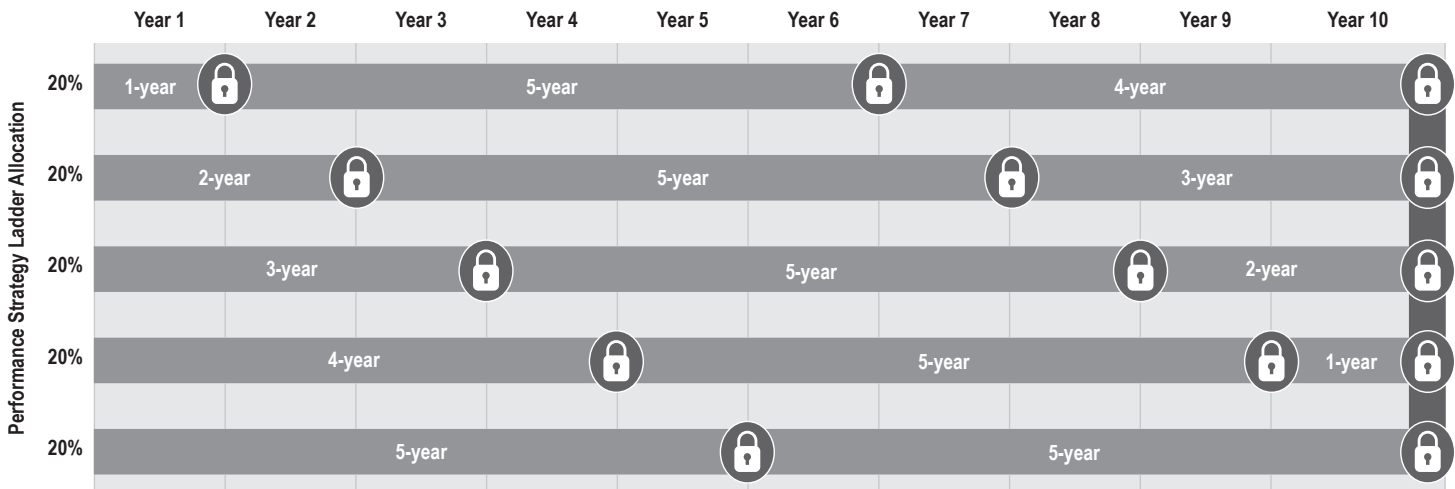 Year 1 Year 2 Year 3 Year 4 Year 5 Year 6 Year 7 Year 8 Year 9 Year 10
Performance Strategy Ladder Allocation
20% 1-year 5-year 4-year
20% 2-year 5-year 3-year
20% 3-year 5-year 2-year
20% 4-year 5-year 1-year
20% 5-year 5-year